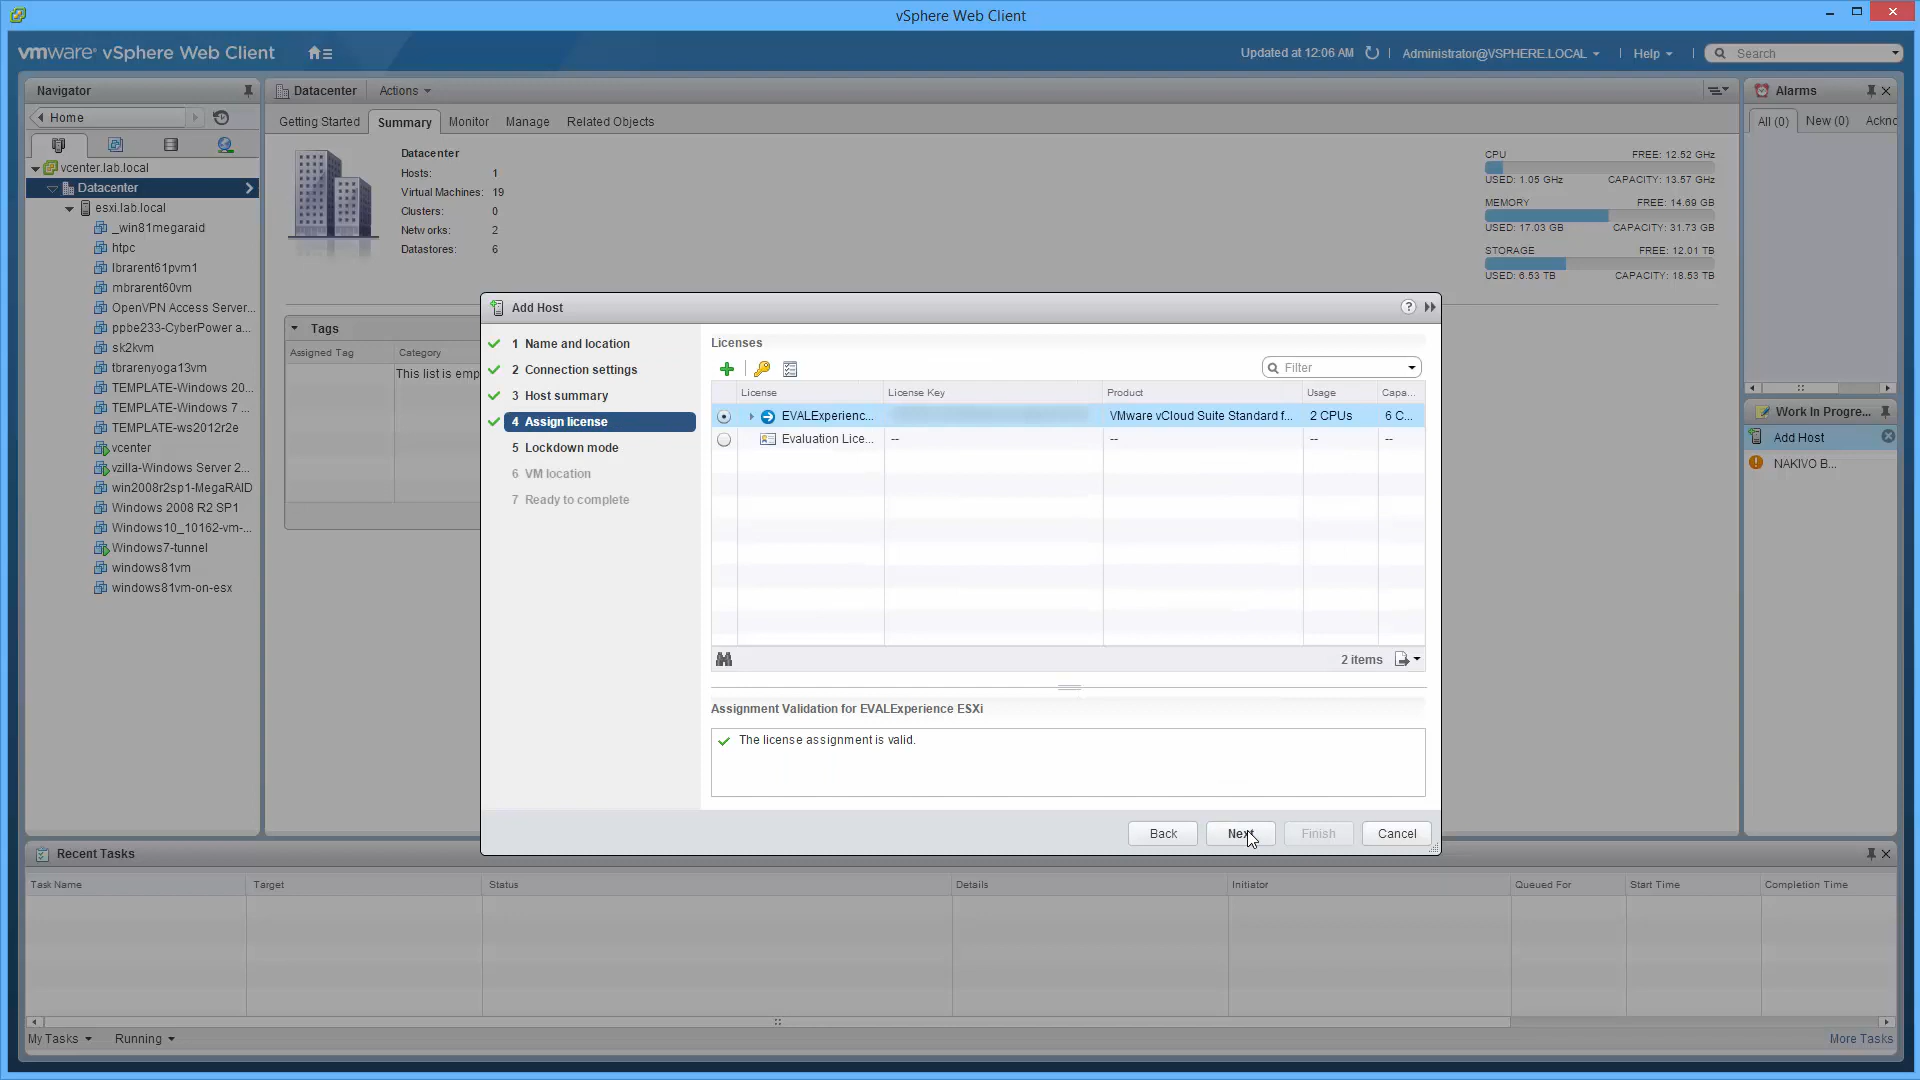 vSphere Web Client
vmware® vSphere Web Client
Updated at 12:06 AM
Administrator@VSPHERE.LOCAL
Help
Search
Navigator
Home
vcenter.lab.local
Datacenter
esxi.lab.local
_win81megaraid
htpc
lbrarent61pvm1
mbrarent60vm
OpenVPN Access Server...
ppbe233-CyberPower a...
sk2kvm
tbrarenyoga13vm
TEMPLATE-Windows 20...
TEMPLATE-Windows 7 ...
TEMPLATE-ws2012r2e
vcenter
vzilla-Windows Server 2...
win2008r2sp1-MegaRAID
Windows 2008 R2 SP1
Windows10_10162-vm-...
Windows7-tunnel
windows81vm
windows81vm-on-esx
Datacenter
Actions
Getting Started
Summary
Monitor
Manage
Related Objects
Datacenter
Hosts: 1
Virtual Machines: 19
Clusters: 0
Networks: 2
Datastores: 6
CPU FREE: 12.52 GHz
USED: 1.05 GHz CAPACITY: 13.57 GHz
MEMORY FREE: 14.69 GB
USED: 17.03 GB CAPACITY: 31.73 GB
STORAGE FREE: 12.01 TB
USED: 6.53 TB CAPACITY: 18.53 TB
Tags
Assigned Tag Category
This list is emp
Add Host
?
1 Name and location
2 Connection settings
3 Host summary
4 Assign license
5 Lockdown mode
6 VM location
7 Ready to complete
Licenses
Filter
License License Key Product Usage Capa...
EVALExperienc... VMware vCloud Suite Standard f... 2 CPUs 6 C...
Evaluation Lice... -- -- -- --
2 items
Assignment Validation for EVALExperience ESXi
The license assignment is valid.
Back
Next
Finish
Cancel
Alarms
All (0)
New (0)
Ackno
Work In Progre...
Add Host
NAKIVO B...
Recent Tasks
Task Name Target Status Details Initiator Queued For Start Time Completion Time
My Tasks
Running
More Tasks